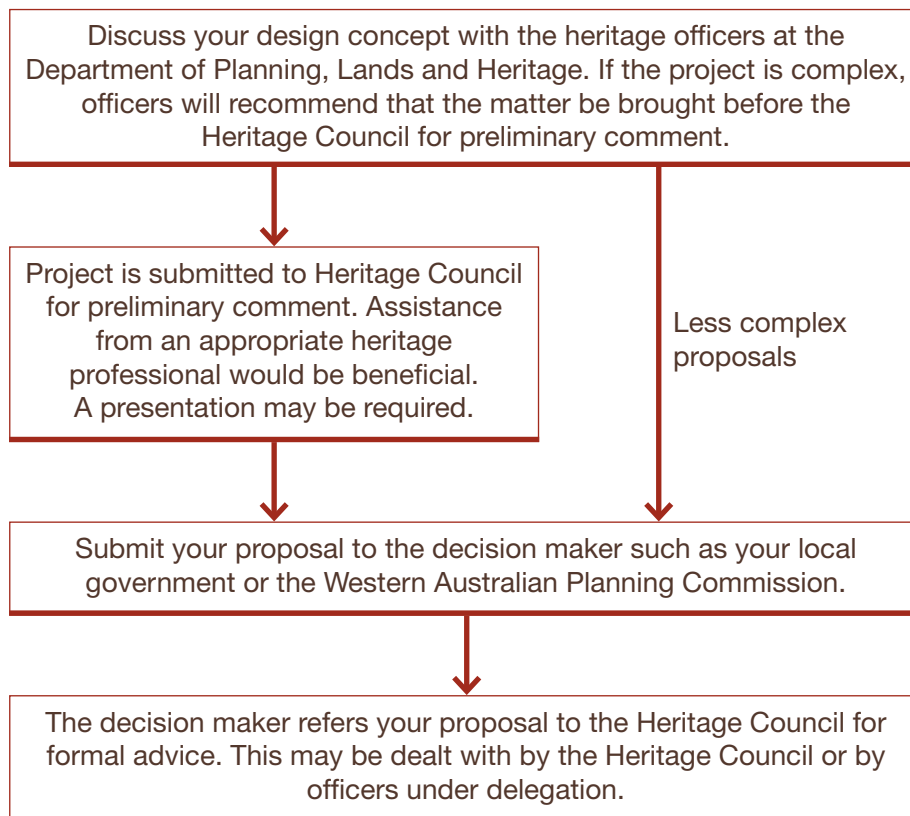 Discuss your design concept with the heritage officers at the
Department of Planning, Lands and Heritage. If the project is complex,
officers will recommend that the matter be brought before the
Heritage Council for preliminary comment.
Project is submitted to Heritage Council
for preliminary comment. Assistance
from an appropriate heritage
professional would be beneficial.
A presentation may be required.
Less complex
proposals
Submit your proposal to the decision maker such as your local
government or the Western Australian Planning Commission.
The decision maker refers your proposal to the Heritage Council for
formal advice. This may be dealt with by the Heritage Council or by
officers under delegation.